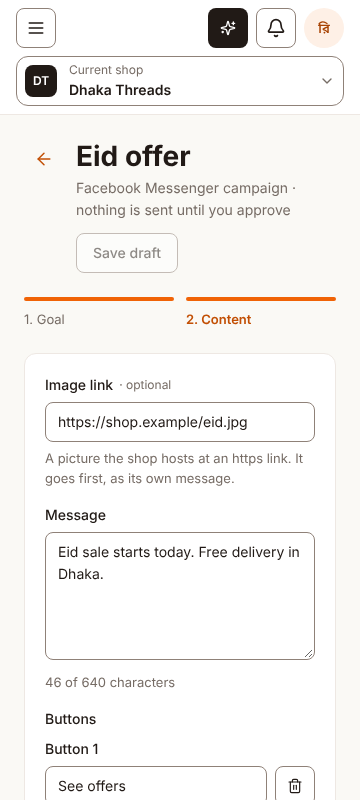 রি
DT
Current shop
Dhaka Threads
Eid offer
Facebook Messenger campaign ·
nothing is sent until you approve
Save draft
1. Goal
2. Content
Image link · optional
https://shop.example/eid.jpg
A picture the shop hosts at an https link. It
goes first, as its own message.
Message
Eid sale starts today. Free delivery in
Dhaka.
46 of 640 characters
Buttons
Button 1
See offers